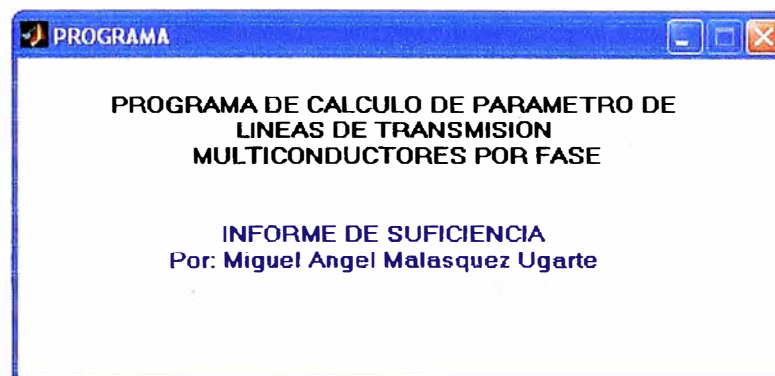 PROGRAMA
PROGRAMA DE CALCULO DE PARAMETRO DE
LINEAS DE TRANSMISION
MULTICONDUCTORES POR FASE
INFORME DE SUFICIENCIA
Por: Miguel Angel Malasquez Ugarte